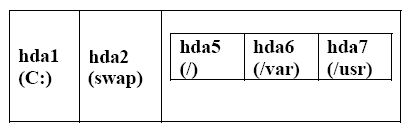 hda1
(C:)
hda2
(swap)
hda5
(/)
hda6
(/var)
hda7
(/usr)